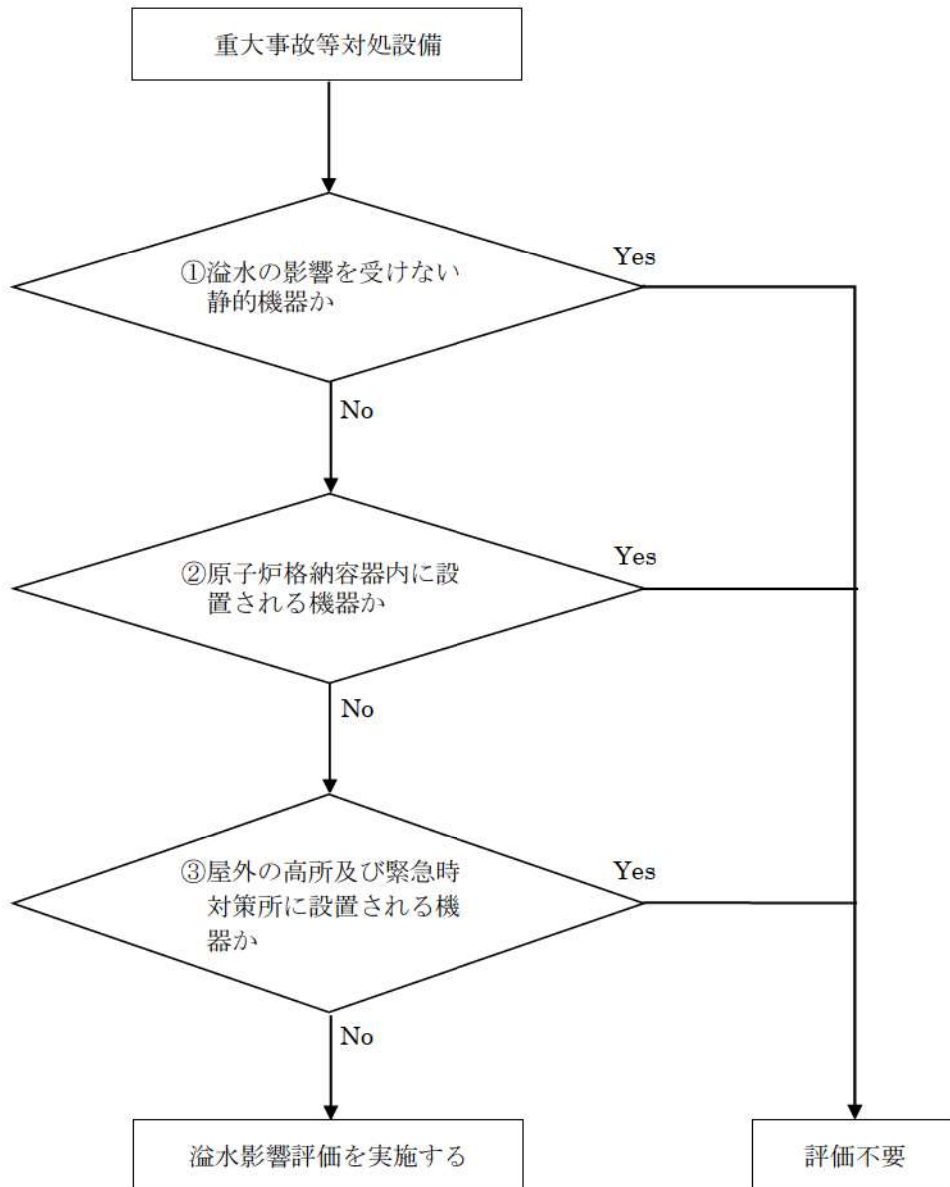 重大事故等対処設備
①溢水の影響を受けない
静的機器か
Yes
No
②原子炉格納容器内に設
置される機器か
Yes
No
③屋外の高所及び緊急時
対策所に設置される機
器か
Yes
No
溢水影響評価を実施する
評価不要